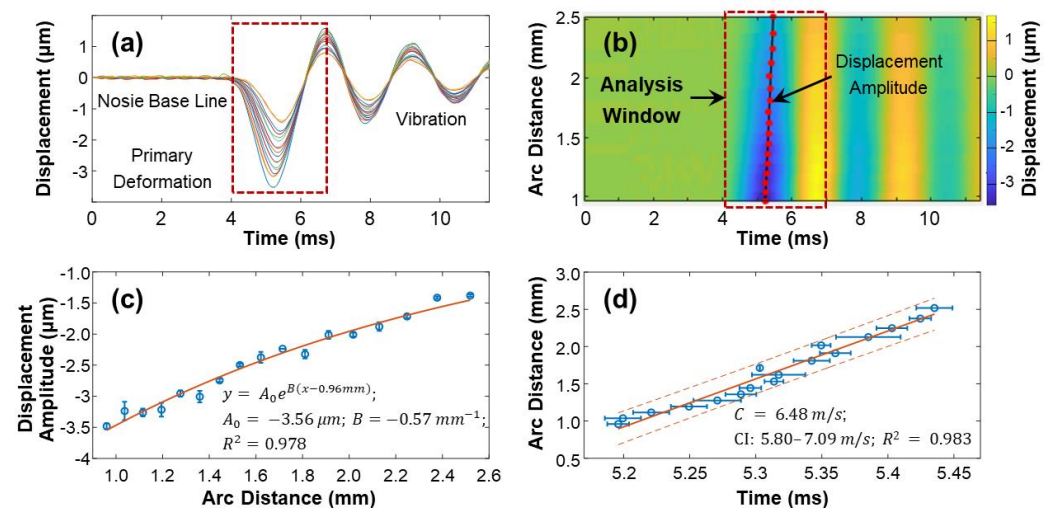 (a)
Displacement (μm)
1
0
-1
-2
-3
Nosie Base Line
Vibration
Primary
Deformation
0 2 4 6 8 10
Time (ms)
(b)
Arc Distance (mm)
2.5
2
1.5
1
Analysis
Window
Displacement
Amplitude
0 2 4 6 8 10
Time (ms)
1
0
-1
-2
-3
Displacement (μm)
(c)
Displacement
Amplitude (μm)
-1.0
-1.5
-2.0
-2.5
-3.0
-3.5
-4
y = A₀e^{B(x−0.96mm)};
A₀ = −3.56 μm; B = −0.57 mm⁻¹;
R² = 0.978
1.0 1.2 1.4 1.6 1.8 2.0 2.2 2.4 2.6
Arc Distance (mm)
(d)
Arc Distance (mm)
3.0
2.5
2.0
1.5
1.0
0.5
C = 6.48 m/s;
CI: 5.80–7.09 m/s; R² = 0.983
5.2 5.25 5.3 5.35 5.4 5.45
Time (ms)